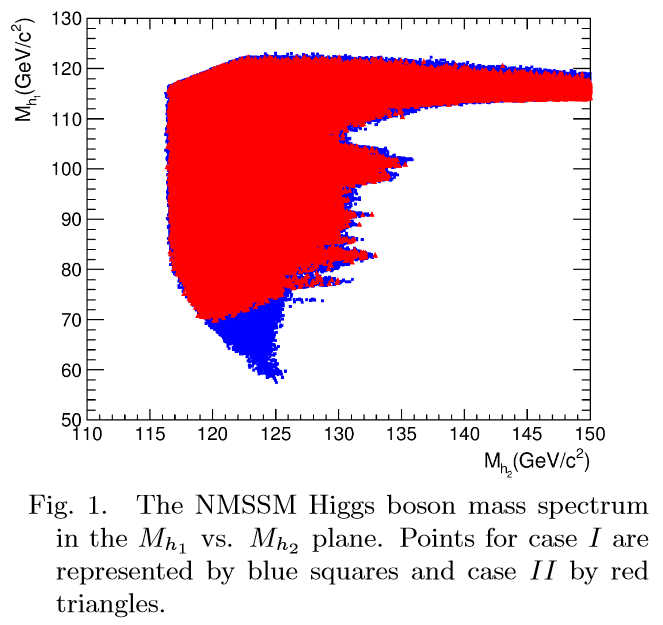 130
120
110
100
90
80
70
60
50
M_{h_1}(GeV/c^2)
110 115 120 125 130 135 140 145 150
M_{h_2}(GeV/c^2)
Fig. 1. The NMSSM Higgs boson mass spectrum
in the M_{h_1} vs. M_{h_2} plane. Points for case I are
represented by blue squares and case II by red
triangles.